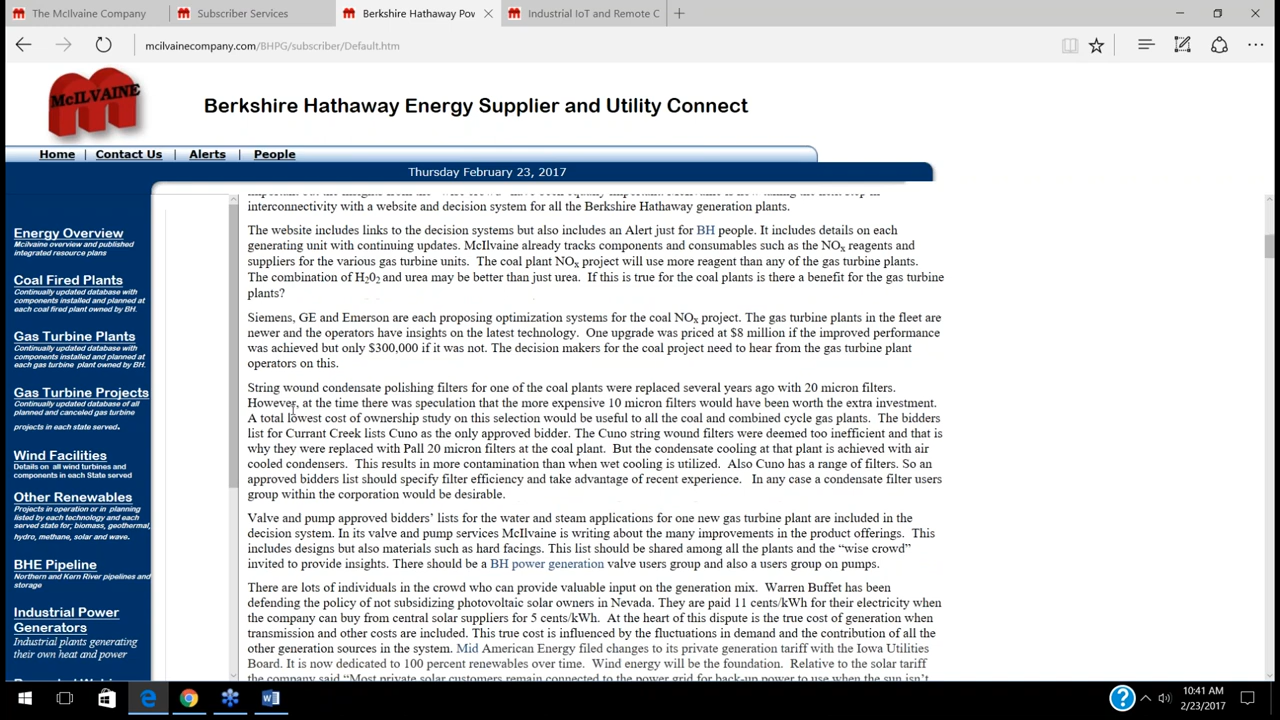 The McIlvaine Company
Subscriber Services
Berkshire Hathaway Pow
Industrial IoT and Remote C
mcilvainecompany.com/BHPG/subscriber/Default.htm
McILVAINE
Berkshire Hathaway Energy Supplier and Utility Connect
Home | Contact Us | Alerts | People
Thursday February 23, 2017
Energy Overview
Mcilvaine overview and published
integrated resource plans
Coal Fired Plants
Continually updated database with
components installed and planned at
each coal fired plant owned by BH.
Gas Turbine Plants
Continually updated database with
components installed and planned at
each gas turbine plant owned by BH.
Gas Turbine Projects
Continually updated database of all
planned and canceled gas turbine
projects in each state served.
Wind Facilities
Details on all wind turbines and
components in each State served
Other Renewables
Projects in operation or in planning
listed by each technology and each
served state for; biomass, geothermal,
hydro, methane, solar and wave.
BHE Pipeline
Northern and Kern River pipelines and
storage
Industrial Power
Generators
Industrial plants generating
their own heat and power
interconnectivity with a website and decision system for all the Berkshire Hathaway generation plants.
The website includes links to the decision systems but also includes an Alert just for BH people. It includes details on each
generating unit with continuing updates. McIlvaine already tracks components and consumables such as the NOx reagents and
suppliers for the various gas turbine units. The coal plant NOx project will use more reagent than any of the gas turbine plants.
The combination of H202 and urea may be better than just urea. If this is true for the coal plants is there a benefit for the gas turbine
plants?
Siemens, GE and Emerson are each proposing optimization systems for the coal NOx project. The gas turbine plants in the fleet are
newer and the operators have insights on the latest technology. One upgrade was priced at $8 million if the improved performance
was achieved but only $300,000 if it was not. The decision makers for the coal project need to hear from the gas turbine plant
operators on this.
String wound condensate polishing filters for one of the coal plants were replaced several years ago with 20 micron filters.
However, at the time there was speculation that the more expensive 10 micron filters would have been worth the extra investment.
A total lowest cost of ownership study on this selection would be useful to all the coal and combined cycle gas plants. The bidders
list for Currant Creek lists Cuno as the only approved bidder. The Cuno string wound filters were deemed too inefficient and that is
why they were replaced with Pall 20 micron filters at the coal plant. But the condensate cooling at that plant is achieved with air
cooled condensers. This results in more contamination than when wet cooling is utilized. Also Cuno has a range of filters. So an
approved bidders list should specify filter efficiency and take advantage of recent experience. In any case a condensate filter users
group within the corporation would be desirable.
Valve and pump approved bidders’ lists for the water and steam applications for one new gas turbine plant are included in the
decision system. In its valve and pump services McIlvaine is writing about the many improvements in the product offerings. This
includes designs but also materials such as hard facings. This list should be shared among all the plants and the “wise crowd”
invited to provide insights. There should be a BH power generation valve users group and also a users group on pumps.
There are lots of individuals in the crowd who can provide valuable input on the generation mix. Warren Buffet has been
defending the policy of not subsidizing photovoltaic solar owners in Nevada. They are paid 11 cents/kWh for their electricity when
the company can buy from central solar suppliers for 5 cents/kWh. At the heart of this dispute is the true cost of generation when
transmission and other costs are included. This true cost is influenced by the fluctuations in demand and the contribution of all the
other generation sources in the system. Mid American Energy filed changes to its private generation tariff with the Iowa Utilities
Board. It is now dedicated to 100 percent renewables over time. Wind energy will be the foundation. Relative to the solar tariff
the company said “Most private solar customers remain connected to the power grid for back-up power to use when the sun isn’t
10:41 AM
2/23/2017